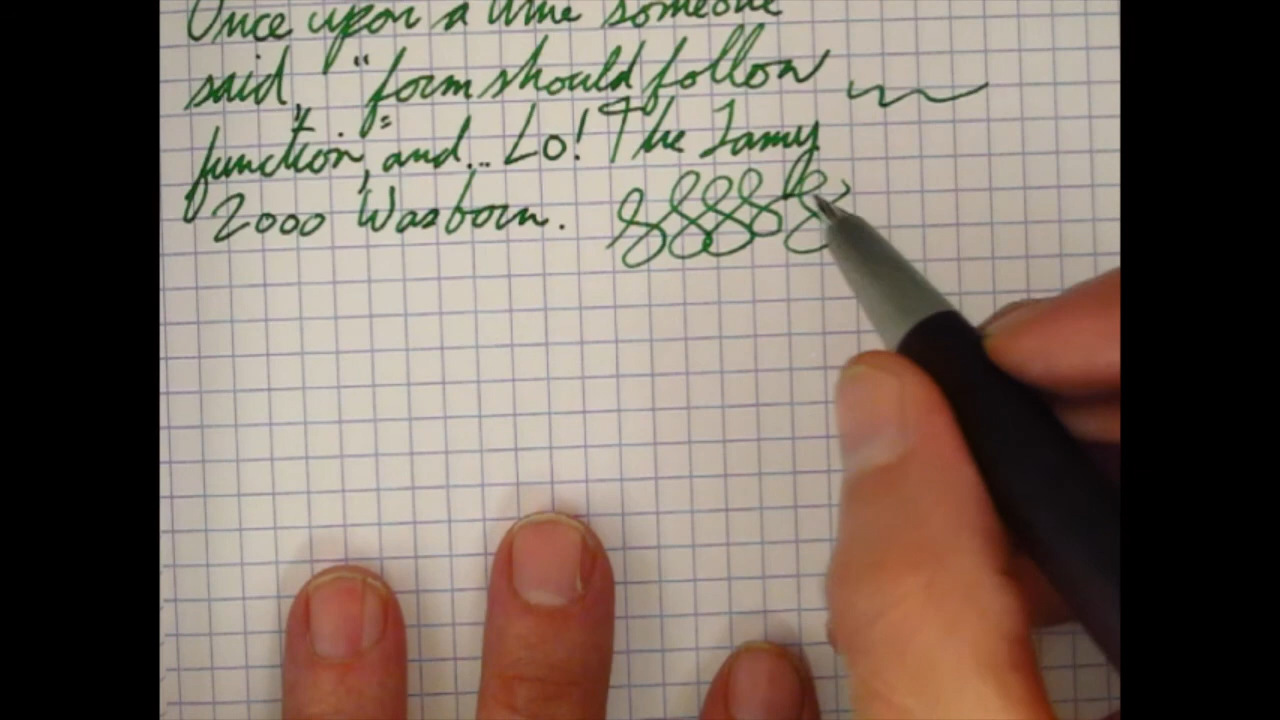 Once upon a time someone
said, "form should follow
function," and... Lo! The Lamy
2000 was born.